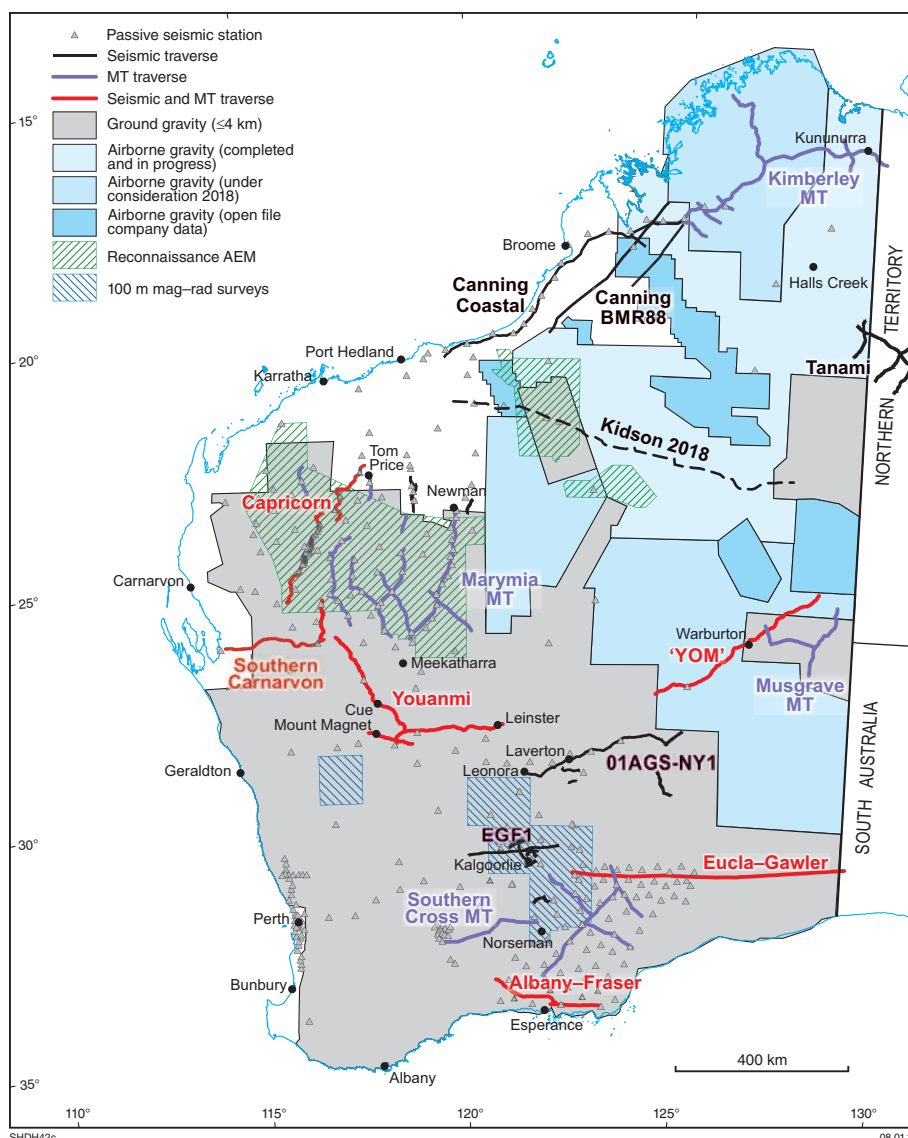 Passive seismic station
Seismic traverse
MT traverse
Seismic and MT traverse
Ground gravity (≤4 km)
Airborne gravity (completed
and in progress)
Airborne gravity (under
consideration 2018)
Airborne gravity (open file
company data)
Reconnaissance AEM
100 m mag–rad surveys
15°
20°
25°
30°
35°
110°
115°
120°
125°
130°
Kununurra
Kimberley
MT
Broome
Halls Creek
Canning
Coastal
Canning
BMR88
NORTHERN TERRITORY
Tanami
Port Hedland
Karratha
Kidson 2018
Tom
Price
Newman
Capricorn
Carnarvon
Marymia
MT
Warburton
'YOM'
Musgrave
MT
Southern
Carnarvon
Meekatharra
Youanmi
Cue
Mount Magnet
Leinster
Laverton
Leonora
01AGS-NY1
Geraldton
SOUTH AUSTRALIA
EGF1
Kalgoorlie
Eucla–Gawler
Southern
Cross MT
Perth
Norseman
Bunbury
Albany–Fraser
Esperance
Albany
400 km